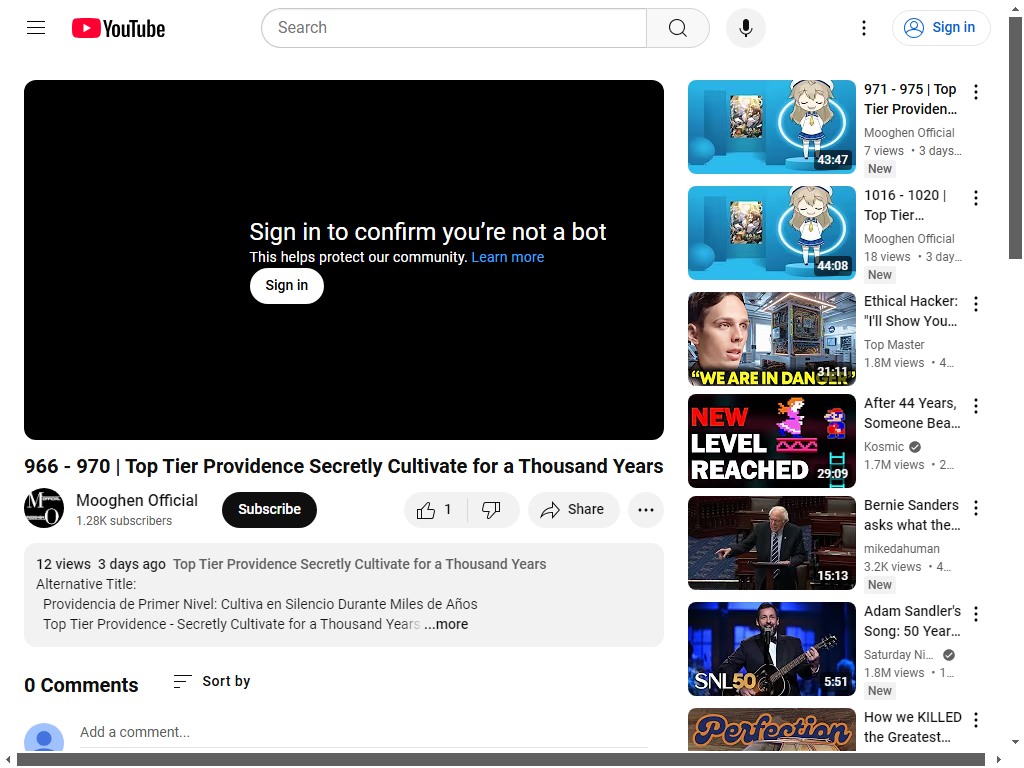 YouTube
Search
Sign in
Sign in to confirm you’re not a bot
This helps protect our community. Learn more
Sign in
966 - 970 | Top Tier Providence Secretly Cultivate for a Thousand Years
Mooghen Official
1.28K subscribers
Subscribe
1
Share
12 views 3 days ago Top Tier Providence Secretly Cultivate for a Thousand Years
Alternative Title:
Providencia de Primer Nivel: Cultiva en Silencio Durante Miles de Años
Top Tier Providence - Secretly Cultivate for a Thousand Years ...more
0 Comments
Sort by
Add a comment...
43:47
971 - 975 | Top
Tier Providen...
Mooghen Official
7 views • 3 days...
New
44:08
1016 - 1020 |
Top Tier...
Mooghen Official
18 views • 3 day...
New
“WE ARE IN DANGER”
31:11
Ethical Hacker:
"I'll Show You...
Top Master
1.8M views • 4...
NEW
LEVEL
REACHED
29:09
After 44 Years,
Someone Bea...
Kosmic
1.7M views • 2...
15:13
Bernie Sanders
asks what the...
mikedahuman
3.2K views • 4...
New
SNL50
5:51
Adam Sandler's
Song: 50 Year...
Saturday Ni...
1.8M views • 1...
New
Perfection
How we KILLED
the Greatest...